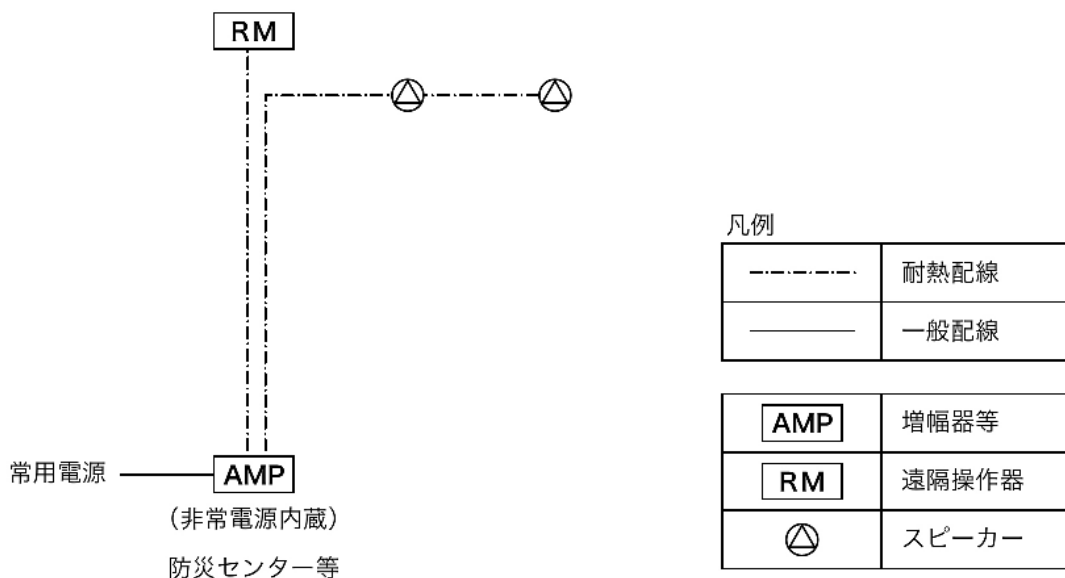 RM
常用電源
AMP
（非常電源内蔵）
防災センター等
凡例
耐熱配線
一般配線
AMP
増幅器等
RM
遠隔操作器
スピーカー